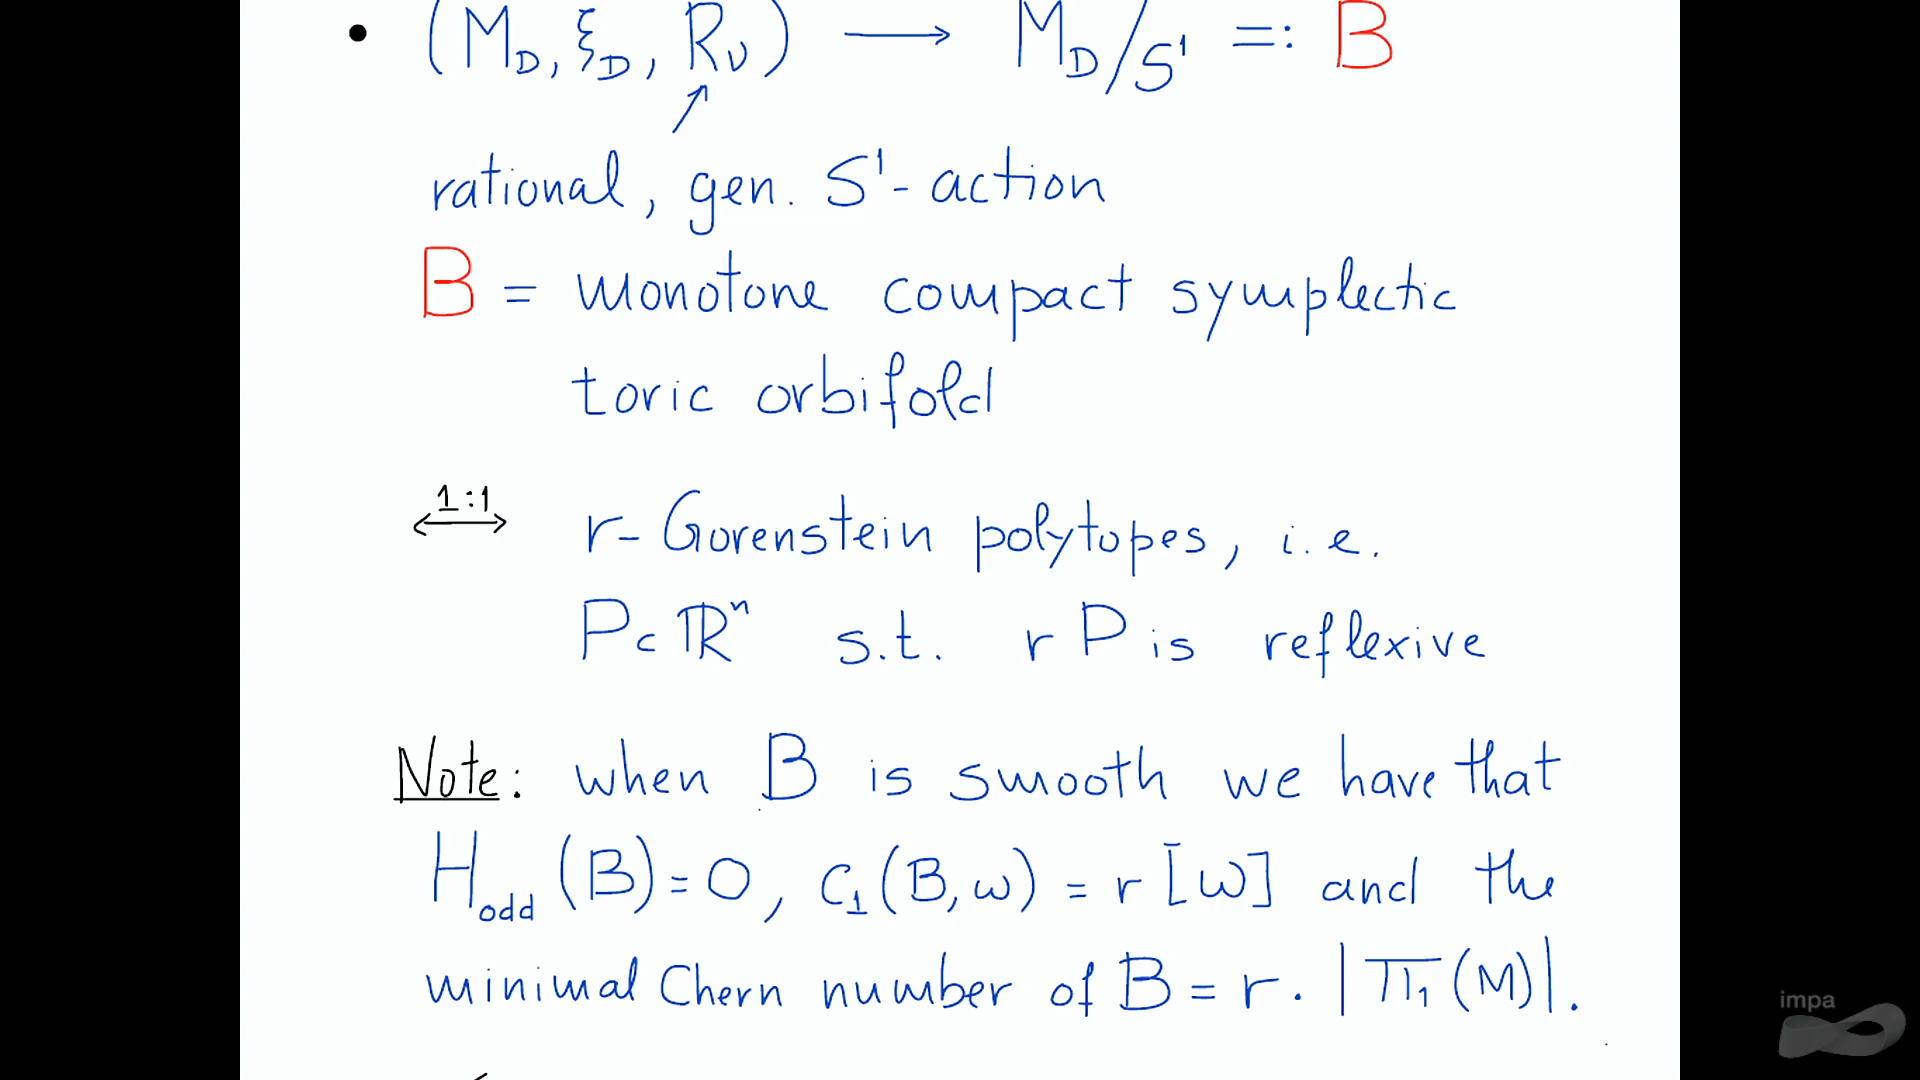 • (M_D, ξ_D, R_ν) ⟶ M_D/S¹ =: B
↗
rational, gen. S¹-action
B = monotone compact symplectic
toric orbifold
⟷ 1:1 r-Gorenstein polytopes, i.e.
P ⊂ ℝⁿ s.t. r P is reflexive
Note: when B is smooth we have that
H_odd (B) = 0, c₁(B, ω) = r [ω] and the
minimal Chern number of B = r. |π₁(M)|.
impa